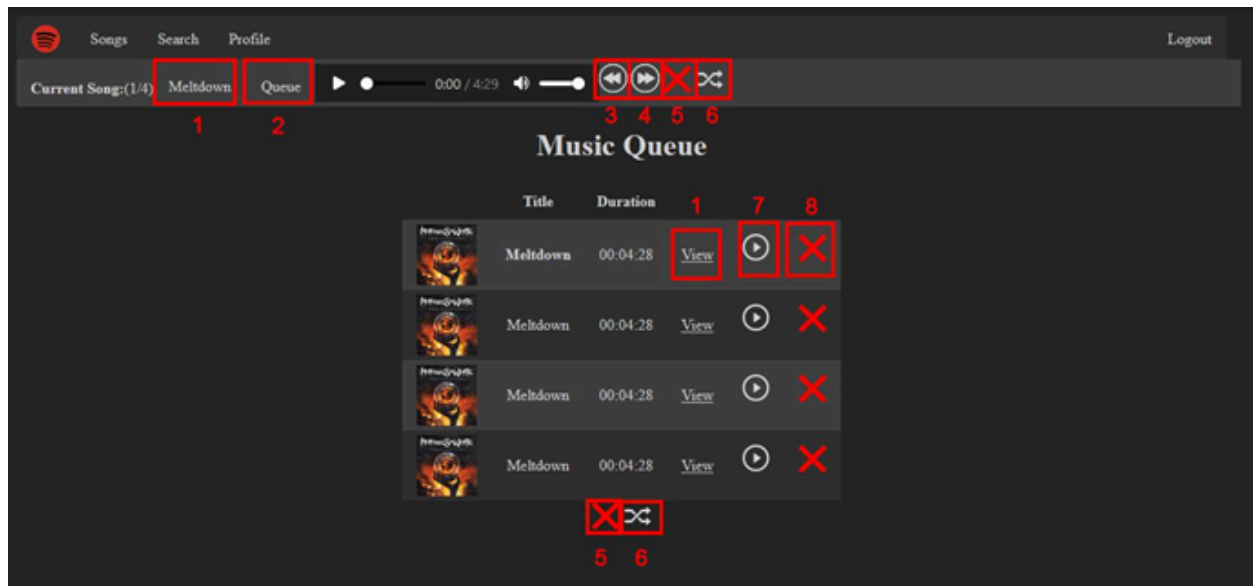 Songs Search Profile Logout
Current Song:(1/4) Meltdown Queue 0:00 / 4:29
1 2 3 4 5 6
Music Queue
Title Duration 1 7 8
Meltdown 00:04:28 View
Meltdown 00:04:28 View
Meltdown 00:04:28 View
Meltdown 00:04:28 View
5 6